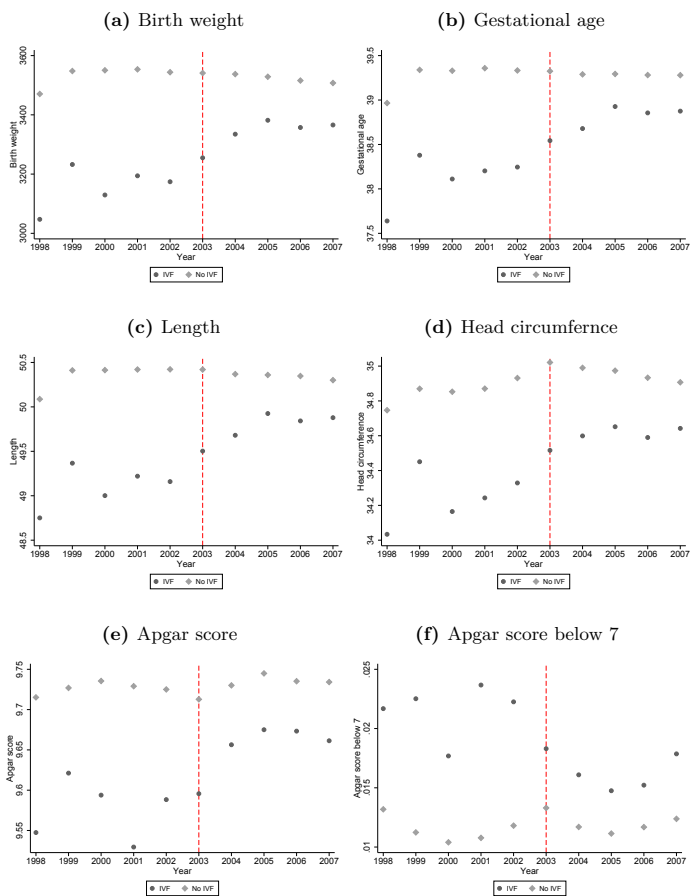 (a) Birth weight
Birth weight
3600
3400
3200
3000
1998 1999 2000 2001 2002 2003 2004 2005 2006 2007
Year
IVF No IVF
(b) Gestational age
Gestational age
39.5
39
38.5
38
37.5
1998 1999 2000 2001 2002 2003 2004 2005 2006 2007
Year
IVF No IVF
(c) Length
Length
50.5
50
49.5
49
48.5
1998 1999 2000 2001 2002 2003 2004 2005 2006 2007
Year
IVF No IVF
(d) Head circumfernce
Head circumference
35
34.8
34.6
34.4
34.2
34
1998 1999 2000 2001 2002 2003 2004 2005 2006 2007
Year
IVF No IVF
(e) Apgar score
Apgar score
9.75
9.7
9.65
9.6
9.55
1998 1999 2000 2001 2002 2003 2004 2005 2006 2007
Year
IVF No IVF
(f) Apgar score below 7
Apgar score below 7
.025
.02
.015
.01
1998 1999 2000 2001 2002 2003 2004 2005 2006 2007
Year
IVF No IVF